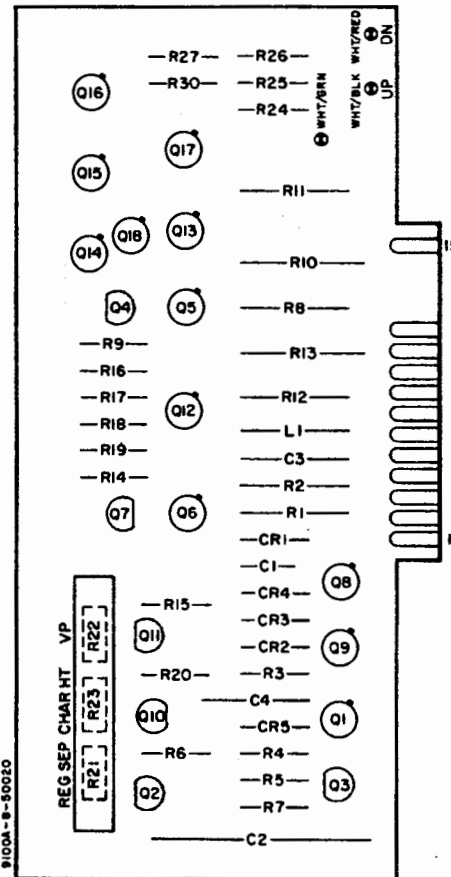 R27 R26 WHT/RED DN
R30 R25 WHT/BLK UP
Q16 R24 WHT/GRN
Q17
Q15 R11
Q18 Q13
Q14 R10
Q4 Q5 R8
R9 R13
R16
R17 R12
R18 Q12 L1
R19 C3
R14 R2
Q7 Q6 R1
CR1
C1 Q8
CR4
R15 CR3
Q11 CR2 Q9
R20 R3
C4
Q10 CR5 Q1
R6 R4
Q2 R5 Q3
R7
C2
REG SEP CHAR HT VP
R22
R23
R21
9100A-B-50020